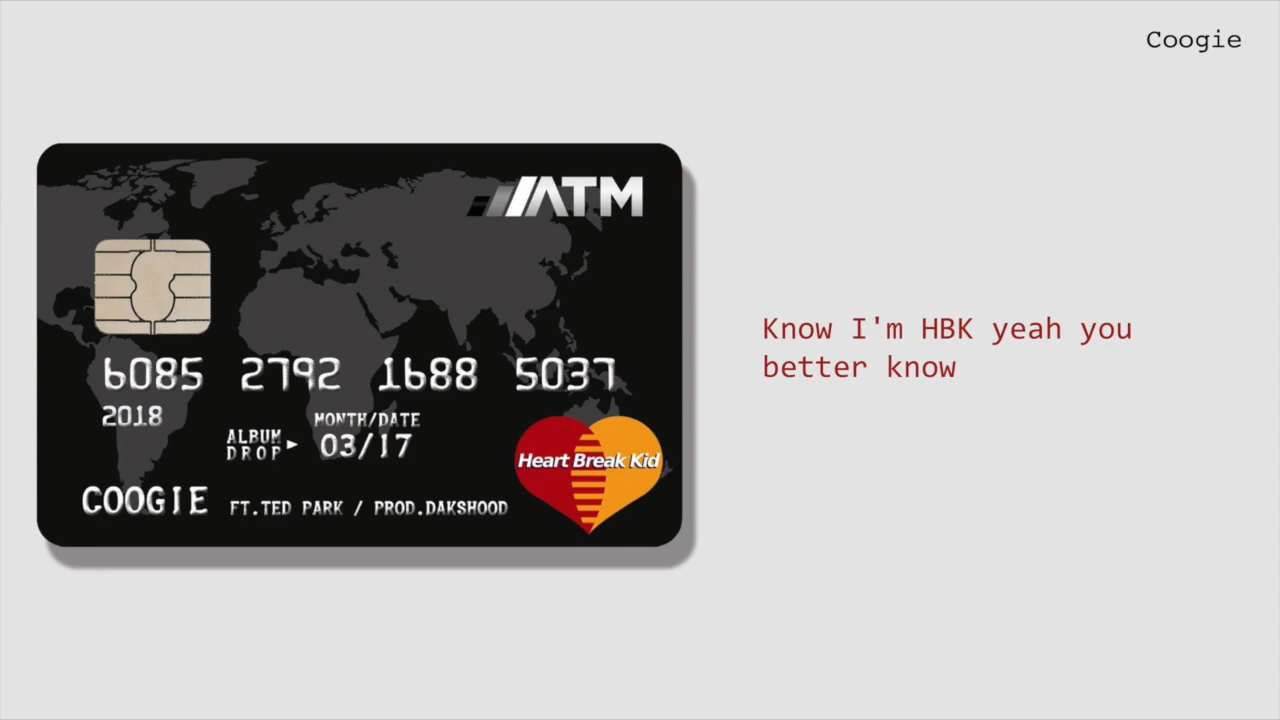 Coogie
ATM
6085 2792 1688 5037
2018
MONTH/DATE
ALBUM
DROP
03/17
Heart Break Kid
COOGIE FT.TED PARK / PROD.DAKSHOOD
Know I'm HBK yeah you
better know